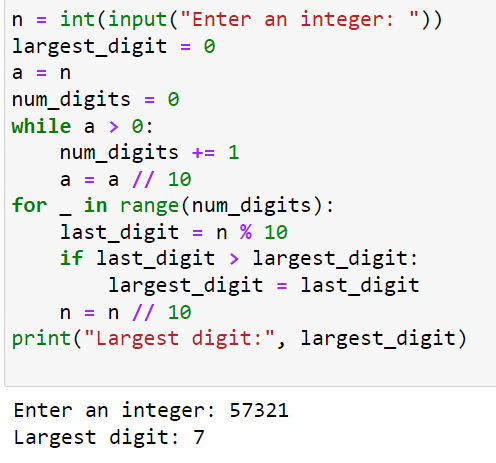 n = int(input("Enter an integer: "))
largest_digit = 0
a = n
num_digits = 0
while a > 0:
    num_digits += 1
    a = a // 10
for _ in range(num_digits):
    last_digit = n % 10
    if last_digit > largest_digit:
        largest_digit = last_digit
    n = n // 10
print("Largest digit:", largest_digit)
Enter an integer: 57321
Largest digit: 7